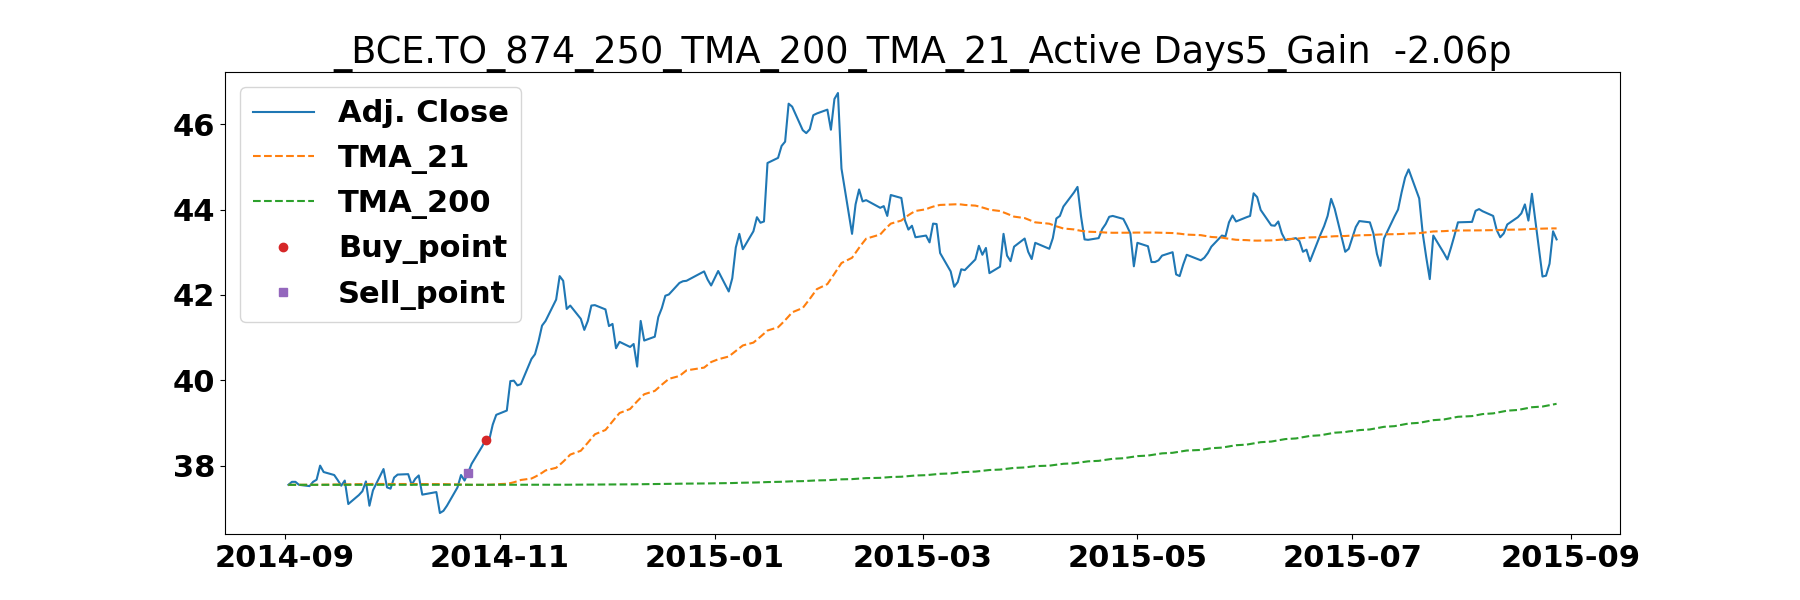 _BCE.TO_874_250_TMA_200_TMA_21_Active Days5_Gain  -2.06p
Adj. Close
TMA_21
TMA_200
Buy_point
Sell_point
46
44
42
40
38
2014-09 2014-11 2015-01 2015-03 2015-05 2015-07 2015-09